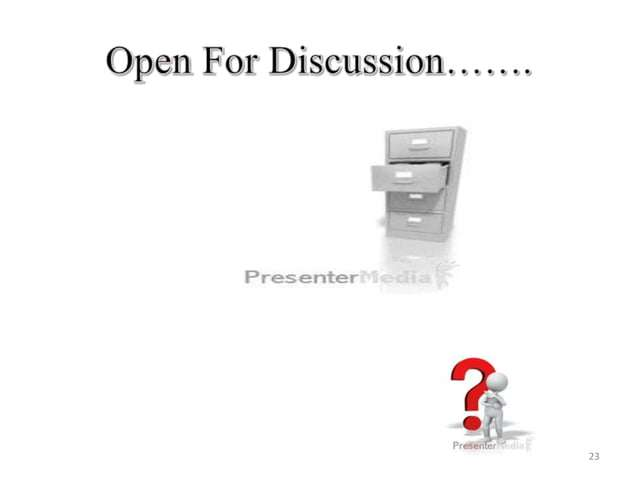 Open For Discussion…….
PresenterMedia
PresenterMedia
23